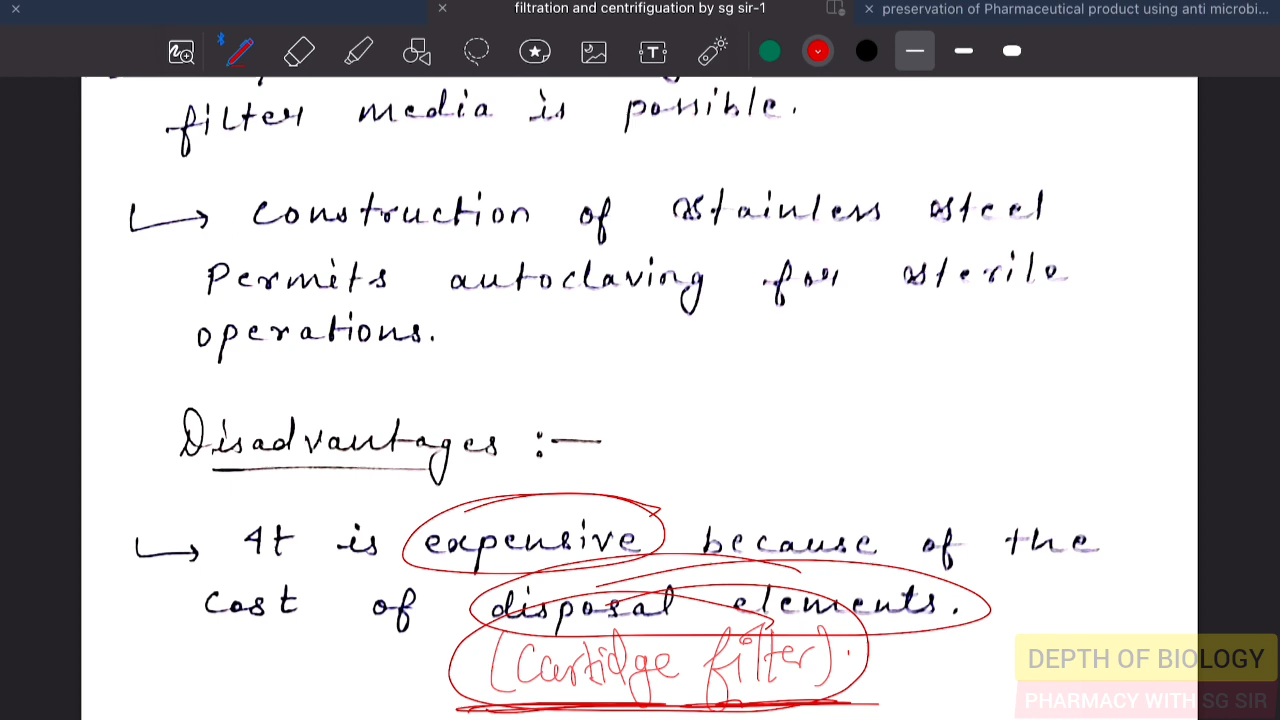 filtration and centrifiguation by sg sir-1
preservation of Pharmaceutical product using anti microbi...
filter media is possible.
construction of stainless steel
Permits autoclaving for sterile
operations.
Disadvantages :—
It is expensive because of the
cost of disposal elements.
(Cartidge filter).
DEPTH OF BIOLOGY
PHARMACY WITH SG SIR